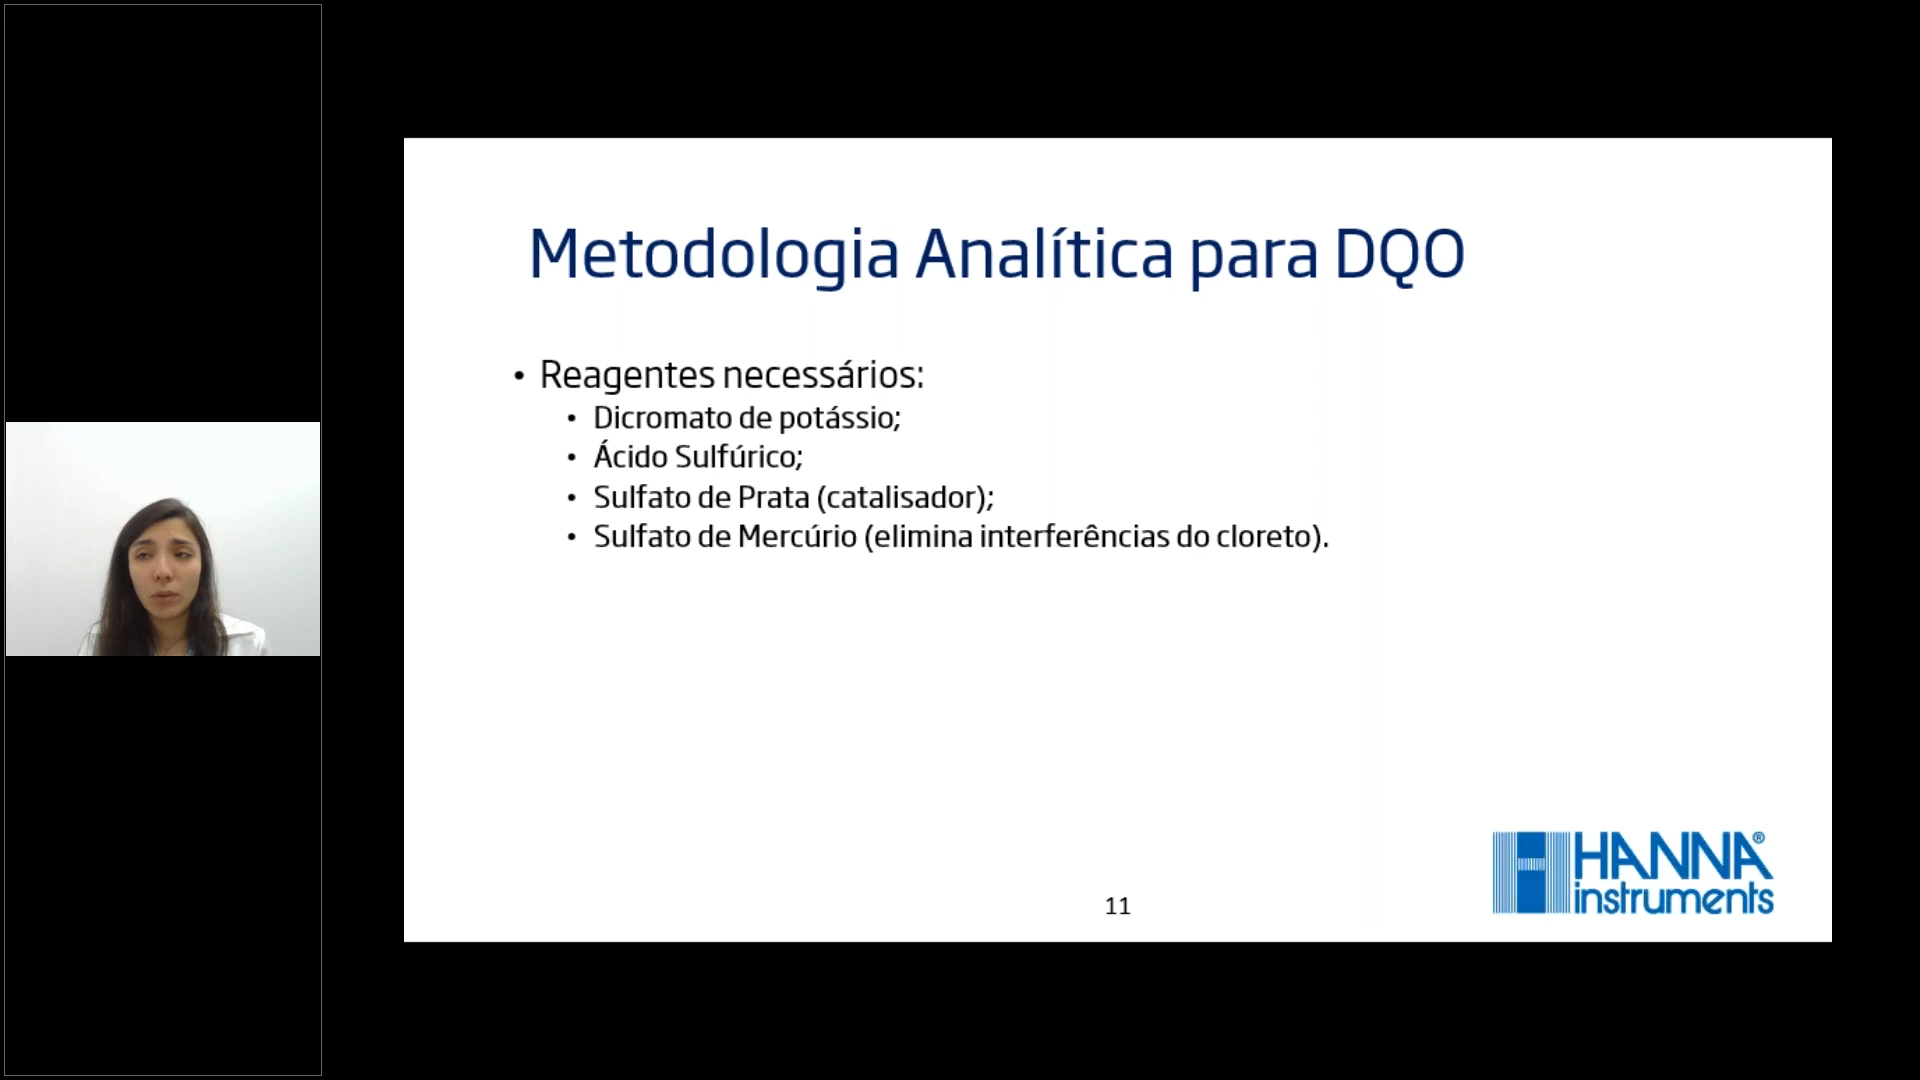 Metodologia Analítica para DQO
• Reagentes necessários:
• Dicromato de potássio;
• Ácido Sulfúrico;
• Sulfato de Prata (catalisador);
• Sulfato de Mercúrio (elimina interferências do cloreto).
HANNA®
instruments
11